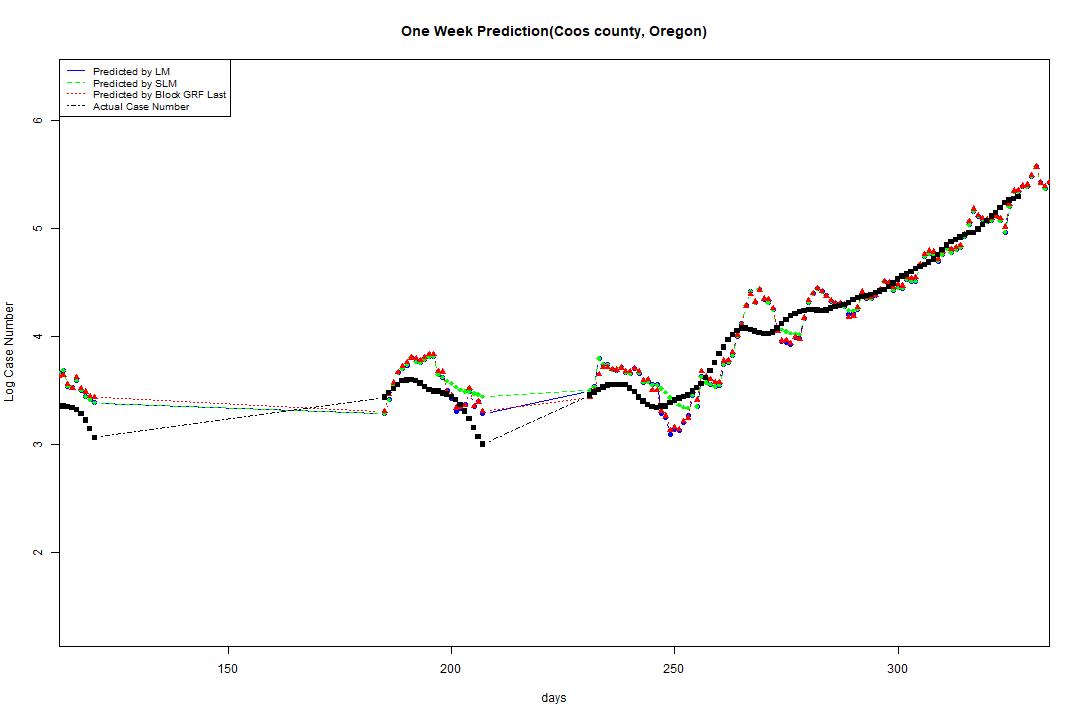 One Week Prediction(Coos county, Oregon)
Predicted by LM
Predicted by SLM
Predicted by Block GRF Last
Actual Case Number
6
5
4
3
2
Log Case Number
150 200 250 300
days